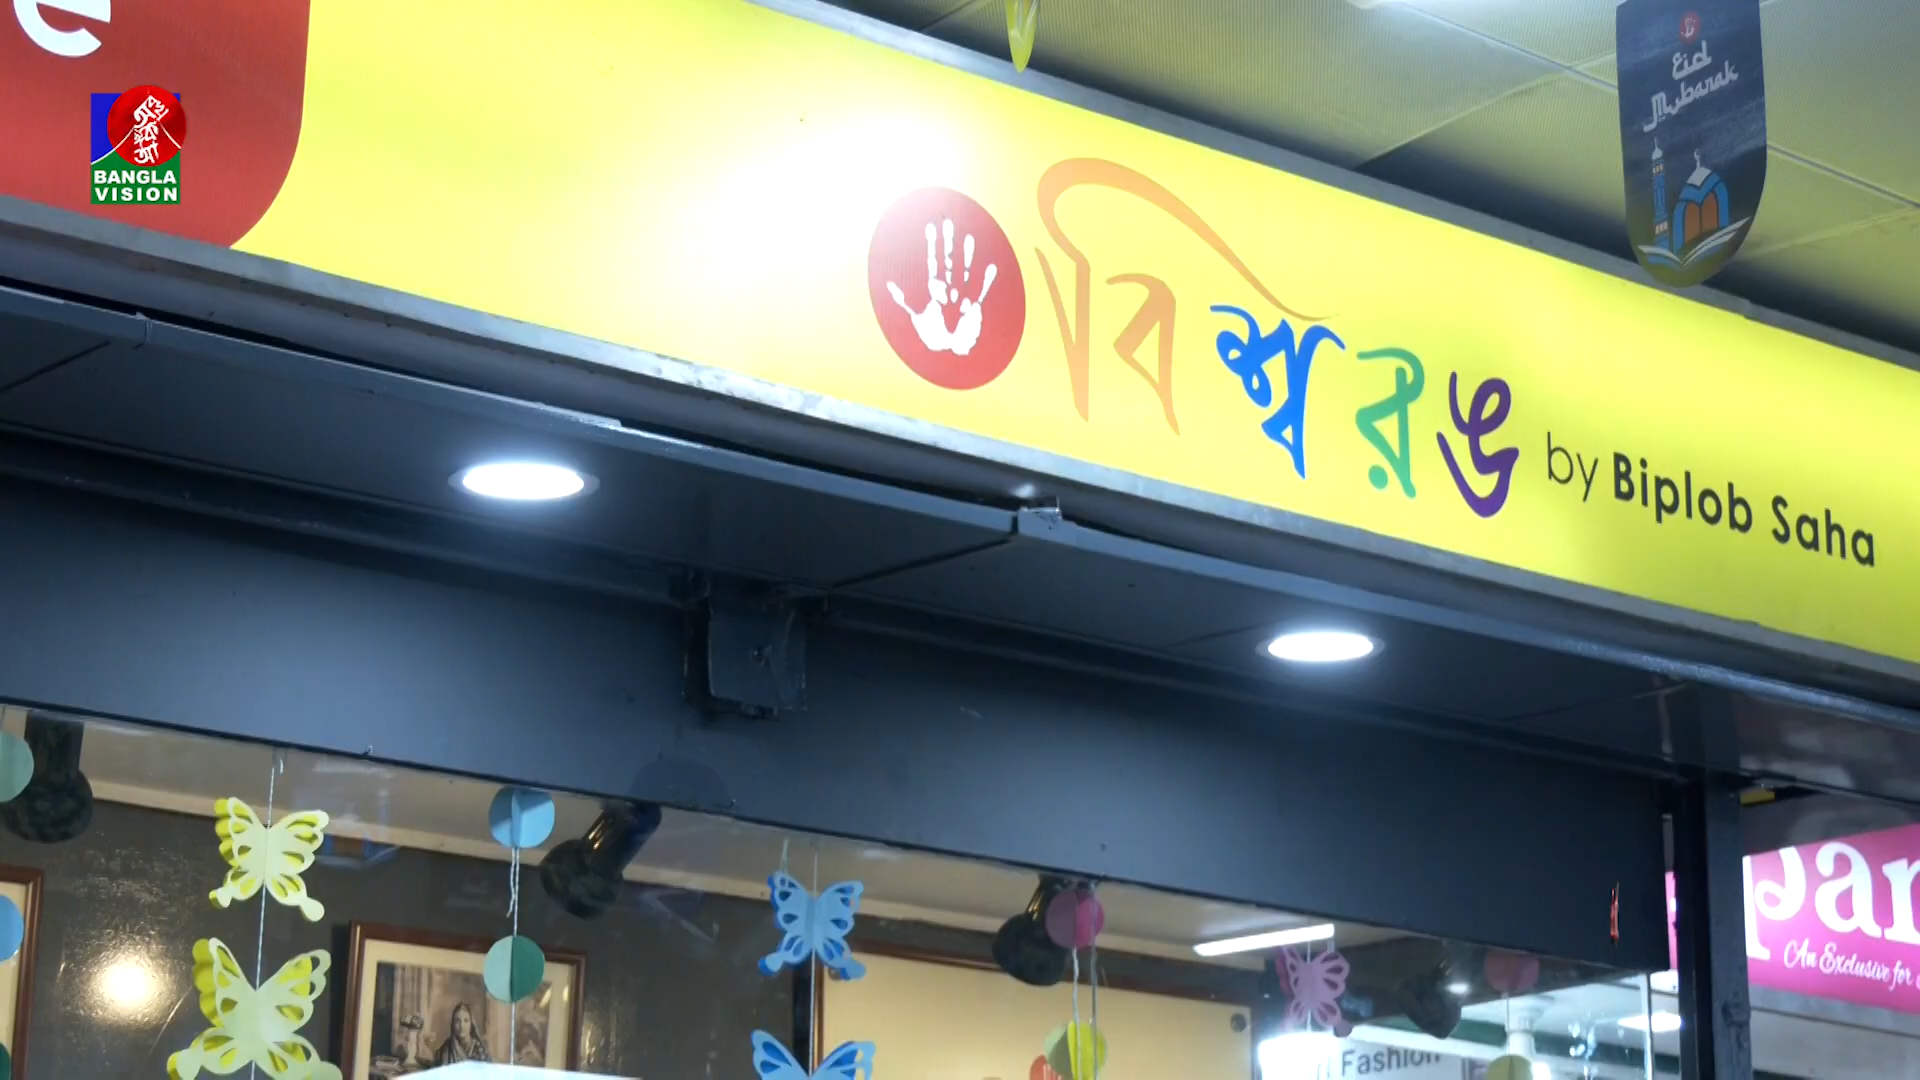 e
BANGLA
VISION
Eid
Mubarak
বিশ্বরঙ by Biplob Saha
An Exclusive for
Fashion